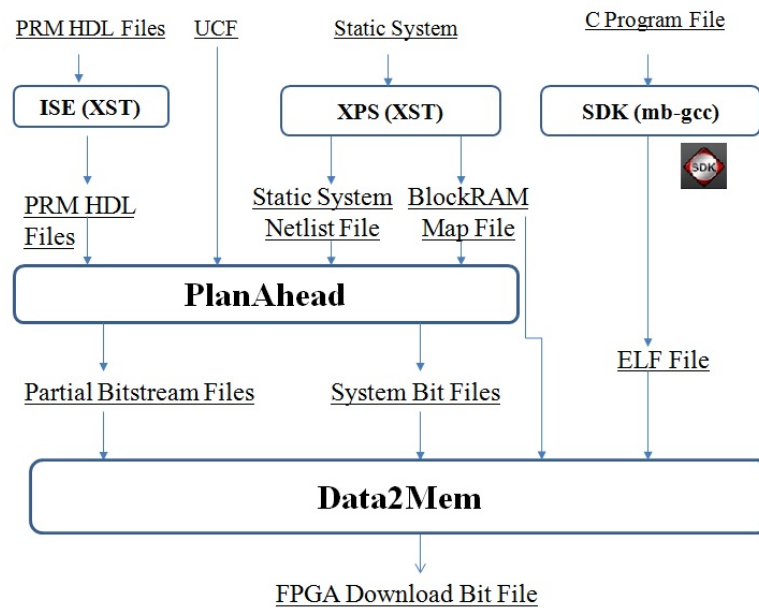 PRM HDL Files
UCF
Static System
C Program File
ISE (XST)
XPS (XST)
SDK (mb-gcc)
SDK
PRM HDL
Files
Static System
Netlist File
BlockRAM
Map File
PlanAhead
ELF File
Partial Bitstream Files
System Bit Files
Data2Mem
FPGA Download Bit File